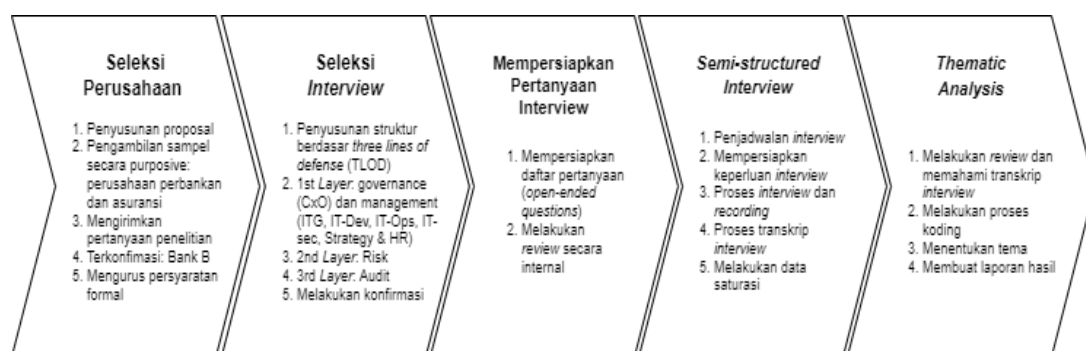 Seleksi
Perusahaan
1. Penyusunan proposal
2. Pengambilan sampel
secara purposive:
perusahaan perbankan
dan asuransi
3. Mengirimkan
pertanyaan penelitian
4. Terkonfimasi: Bank B
5. Mengurus persyaratan
formal
Seleksi
Interview
1. Penyusunan struktur
berdasar three lines of
defense (TLOD)
2. 1st Layer: governance
(CxO) dan management
(ITG, IT-Dev, IT-Ops, IT-
sec, Strategy & HR)
3. 2nd Layer: Risk
4. 3rd Layer: Audit
5. Melakukan konfirmasi
Mempersiapkan
Pertanyaan
Interview
1. Mempersiapkan
daftar pertanyaan
(open-ended
questions)
2. Melakukan
review secara
internal
Semi-structured
Interview
1. Penjadwalan interview
2. Mempersiapkan
keperluan interview
3. Proses interview dan
recording
4. Proses transkrip
interview
5. Melakukan data
saturasi
Thematic
Analysis
1. Melakukan review dan
memahami transkrip
interview
2. Melakukan proses
koding
3. Menentukan tema
4. Membuat laporan hasil